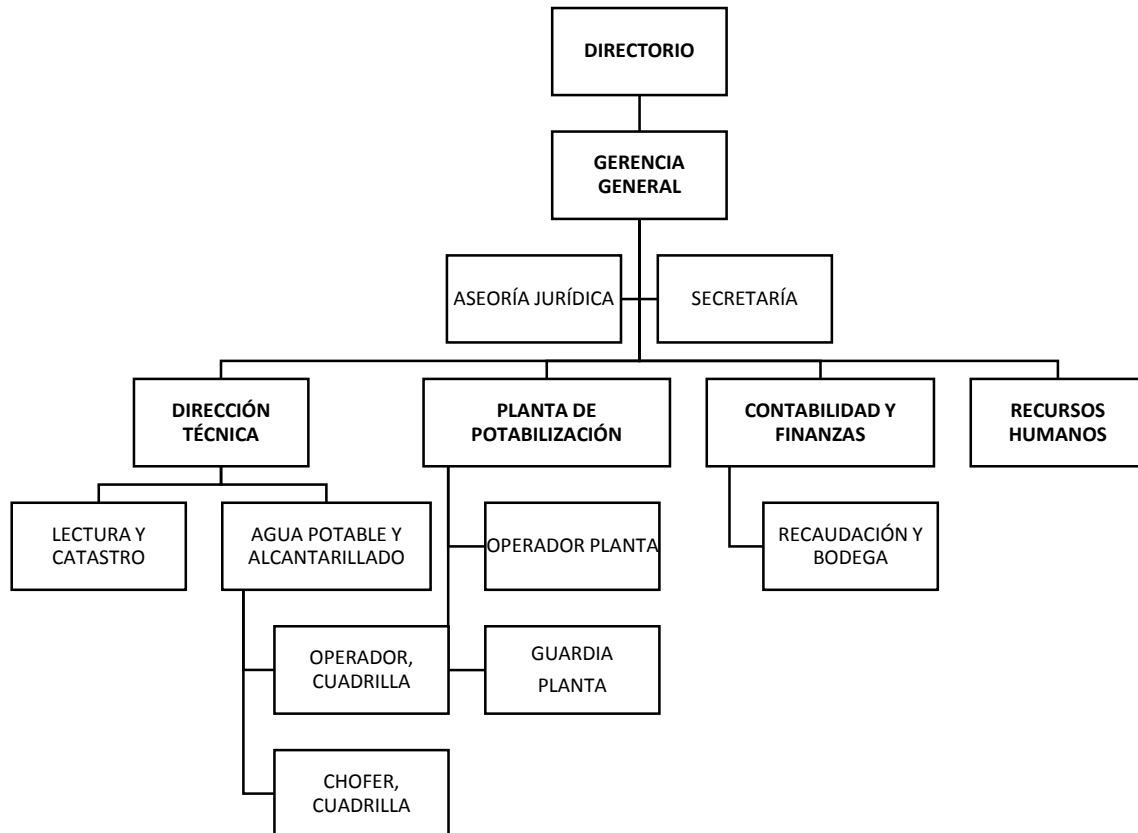 DIRECTORIO
GERENCIA
GENERAL
ASEORÍA JURÍDICA
SECRETARÍA
DIRECCIÓN
TÉCNICA
PLANTA DE
POTABILIZACIÓN
CONTABILIDAD Y
FINANZAS
RECURSOS
HUMANOS
LECTURA Y
CATASTRO
AGUA POTABLE Y
ALCANTARILLADO
OPERADOR PLANTA
RECAUDACIÓN Y
BODEGA
OPERADOR,
CUADRILLA
GUARDIA
PLANTA
CHOFER,
CUADRILLA